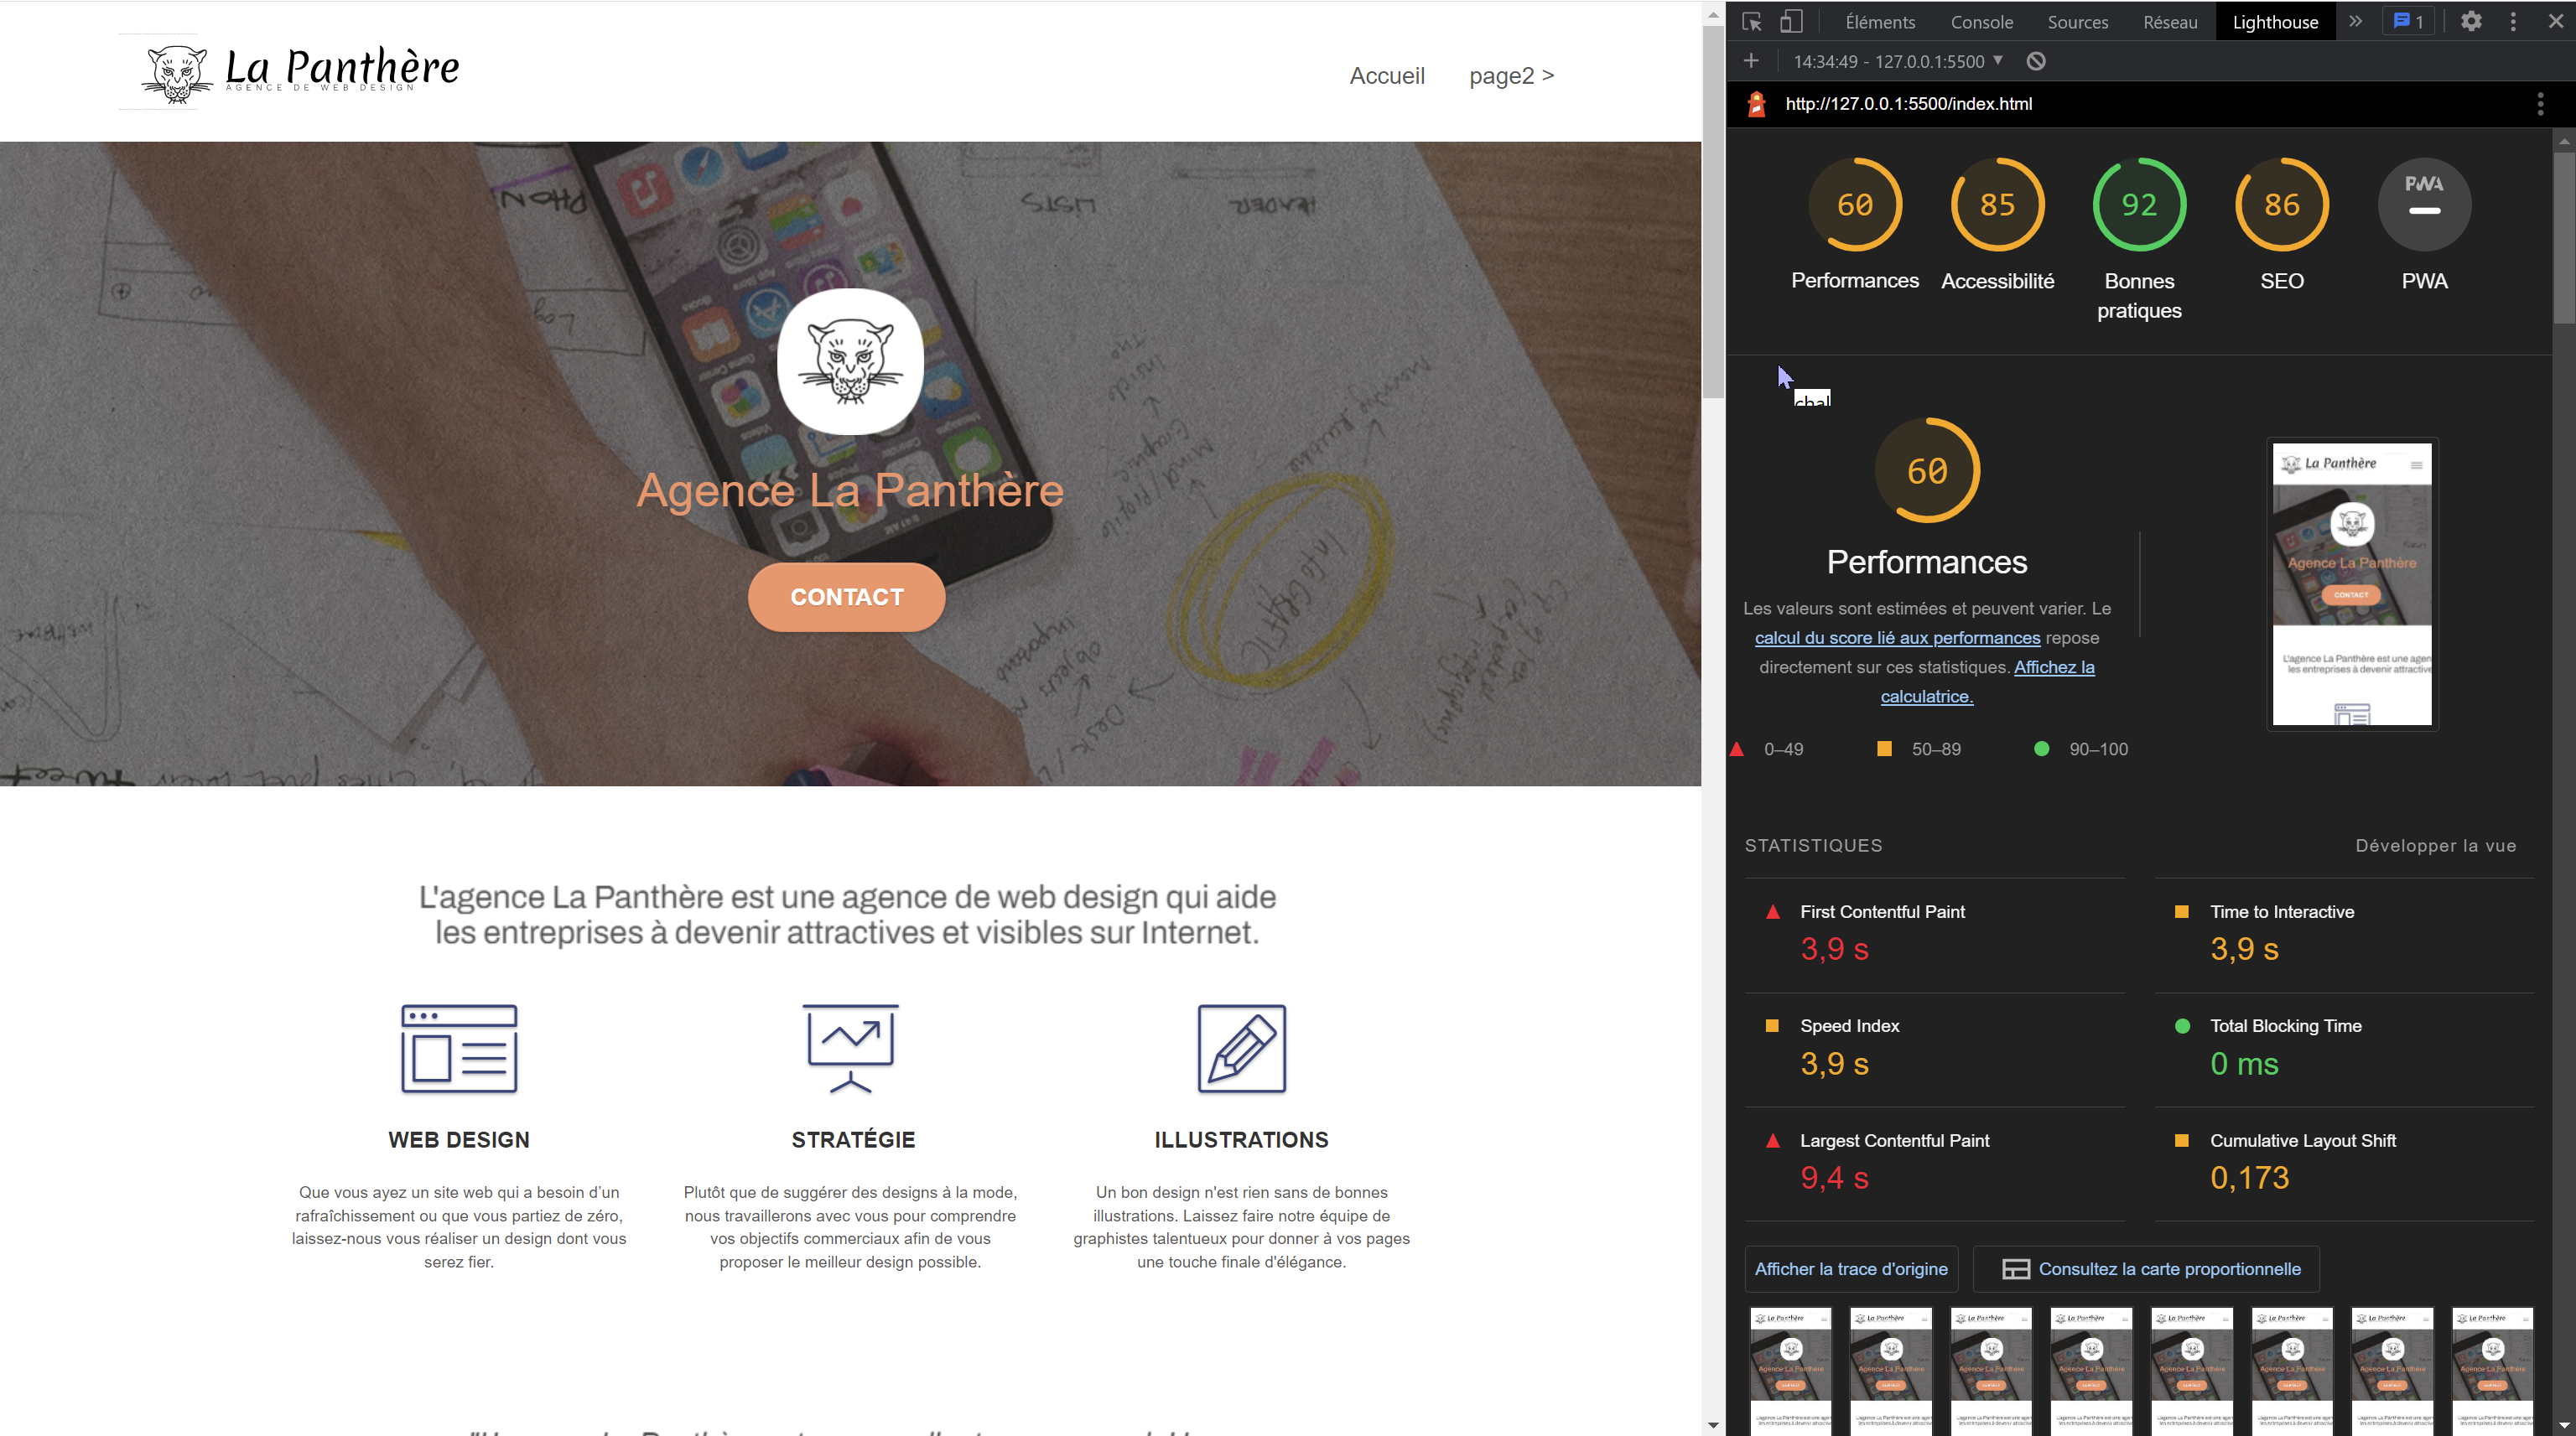 La Panthère
AGENCE DE WEB DESIGN
Accueil
page2 >
PHON
LISTS
HEADER
Agence La Panthère
CONTACT
L'agence La Panthère est une agence de web design qui aide
les entreprises à devenir attractives et visibles sur Internet.
WEB DESIGN
Que vous ayez un site web qui a besoin d'un
rafraîchissement ou que vous partiez de zéro,
laissez-nous vous réaliser un design dont vous
serez fier.
STRATÉGIE
Plutôt que de suggérer des designs à la mode,
nous travaillerons avec vous pour comprendre
vos objectifs commerciaux afin de vous
proposer le meilleur design possible.
ILLUSTRATIONS
Un bon design n'est rien sans de bonnes
illustrations. Laissez faire notre équipe de
graphistes talentueux pour donner à vos pages
une touche finale d'élégance.
Éléments
Console
Sources
Réseau
Lighthouse
1
14:34:49 - 127.0.0.1:5500
http://127.0.0.1:5500/index.html
60
Performances
85
Accessibilité
92
Bonnes
pratiques
86
SEO
PWA
PWA
60
Performances
Les valeurs sont estimées et peuvent varier. Le
calcul du score lié aux performances repose
directement sur ces statistiques. Affichez la
calculatrice.
0–49
50–89
90–100
La Panthère
Agence La Panthère
CONTACT
L'agence La Panthère est une agen
les entreprises à devenir attractive
STATISTIQUES
Développer la vue
First Contentful Paint
3,9 s
Time to Interactive
3,9 s
Speed Index
3,9 s
Total Blocking Time
0 ms
Largest Contentful Paint
9,4 s
Cumulative Layout Shift
0,173
Afficher la trace d'origine
Consultez la carte proportionnelle